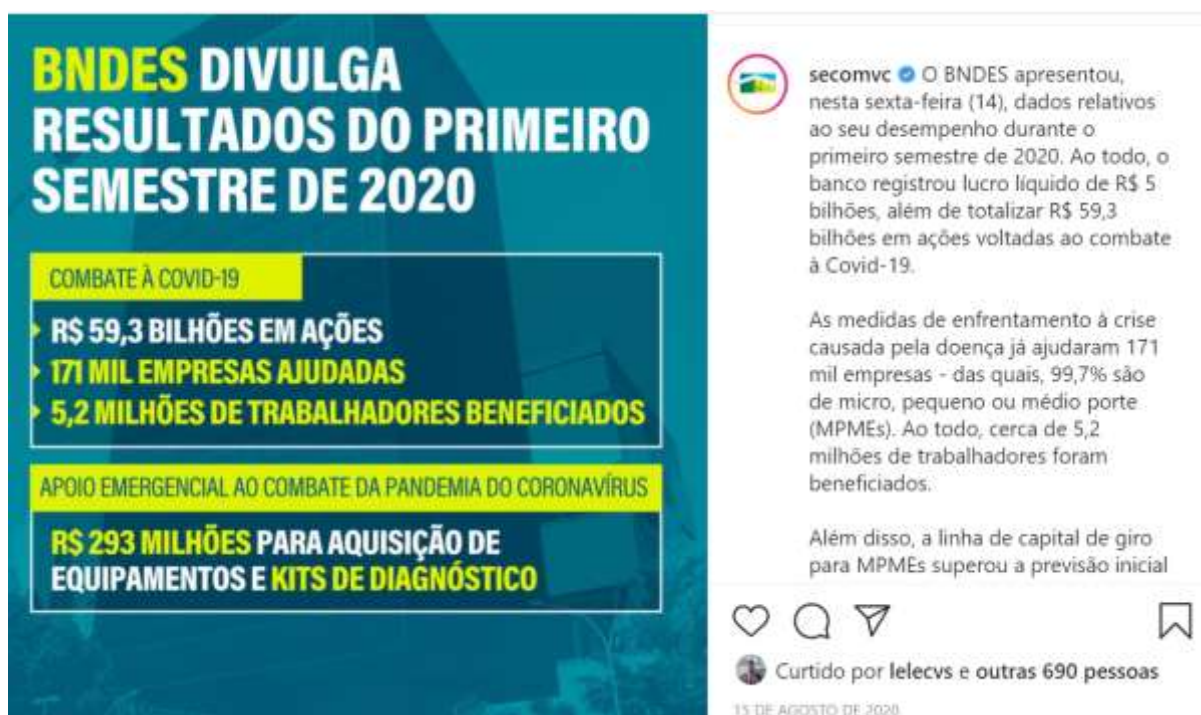 BNDES DIVULGA
RESULTADOS DO PRIMEIRO
SEMESTRE DE 2020
COMBATE À COVID-19
R$ 59,3 BILHÕES EM AÇÕES
171 MIL EMPRESAS AJUDADAS
5,2 MILHÕES DE TRABALHADORES BENEFICIADOS
APOIO EMERGENCIAL AO COMBATE DA PANDEMIA DO CORONAVÍRUS
R$ 293 MILHÕES PARA AQUISIÇÃO DE
EQUIPAMENTOS E KITS DE DIAGNÓSTICO
secomvc O BNDES apresentou,
nesta sexta-feira (14), dados relativos
ao seu desempenho durante o
primeiro semestre de 2020. Ao todo, o
banco registrou lucro líquido de R$ 5
bilhões, além de totalizar R$ 59,3
bilhões em ações voltadas ao combate
à Covid-19.
As medidas de enfrentamento à crise
causada pela doença já ajudaram 171
mil empresas - das quais, 99,7% são
de micro, pequeno ou médio porte
(MPMEs). Ao todo, cerca de 5,2
milhões de trabalhadores foram
beneficiados.
Além disso, a linha de capital de giro
para MPMEs superou a previsão inicial
Curtido por lelecvs e outras 690 pessoas
15 DE AGOSTO DE 2020